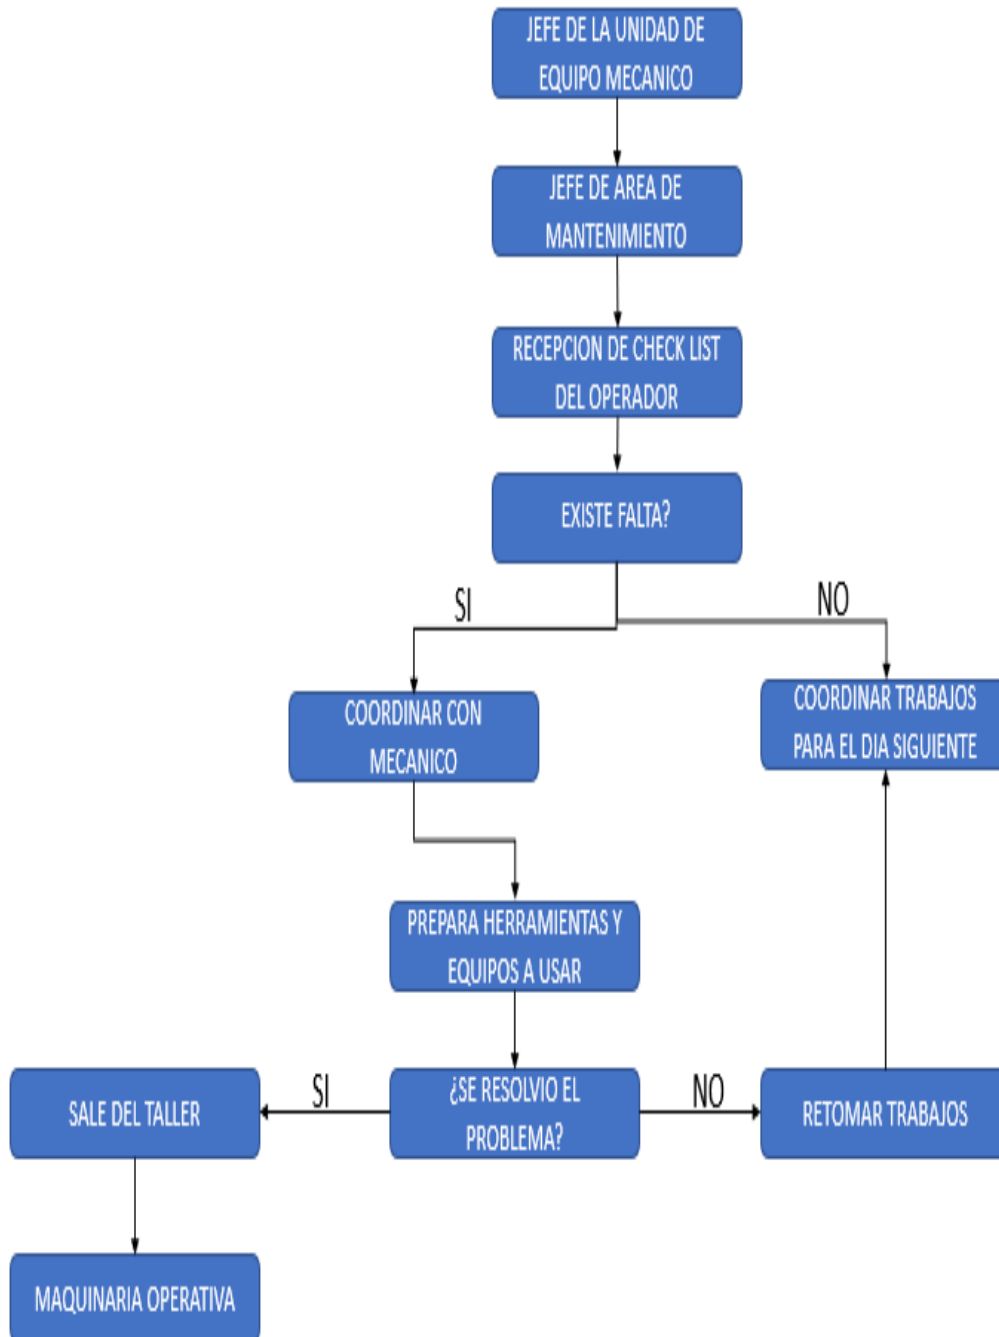 JEFE DE LA UNIDAD DE
EQUIPO MECANICO
JEFE DE AREA DE
MANTENIMIENTO
RECEPCION DE CHECK LIST
DEL OPERADOR
EXISTE FALTA?
SI
NO
COORDINAR CON
MECANICO
COORDINAR TRABAJOS
PARA EL DIA SIGUIENTE
PREPARA HERRAMIENTAS Y
EQUIPOS A USAR
SALE DEL TALLER
SI
¿SE RESOLVIO EL
PROBLEMA?
NO
RETOMAR TRABAJOS
MAQUINARIA OPERATIVA